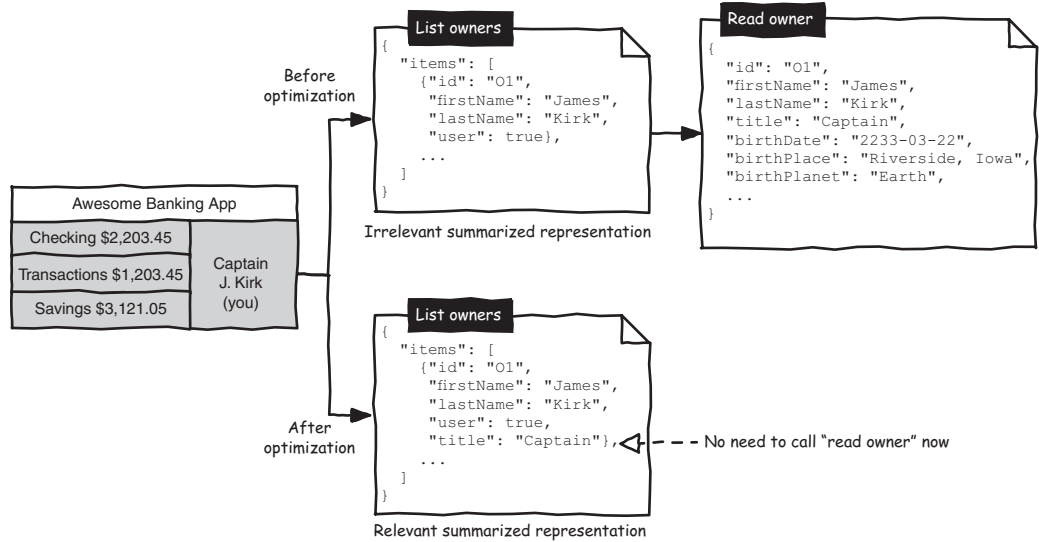 List owners
{
"items": [
{"id": "O1",
"firstName": "James",
"lastName": "Kirk",
"user": true},
...
]
}
Irrelevant summarized representation
Read owner
{
"id": "O1",
"firstName": "James",
"lastName": "Kirk",
"title": "Captain",
"birthDate": "2233-03-22",
"birthPlace": "Riverside, Iowa",
"birthPlanet": "Earth",
...
}
Before
optimization
Awesome Banking App
Checking $2,203.45
Transactions $1,203.45
Savings $3,121.05
Captain
J. Kirk
(you)
After
optimization
List owners
{
"items": [
{"id": "O1",
"firstName": "James",
"lastName": "Kirk",
"user": true,
"title": "Captain"},
...
]
}
No need to call “read owner” now
Relevant summarized representation